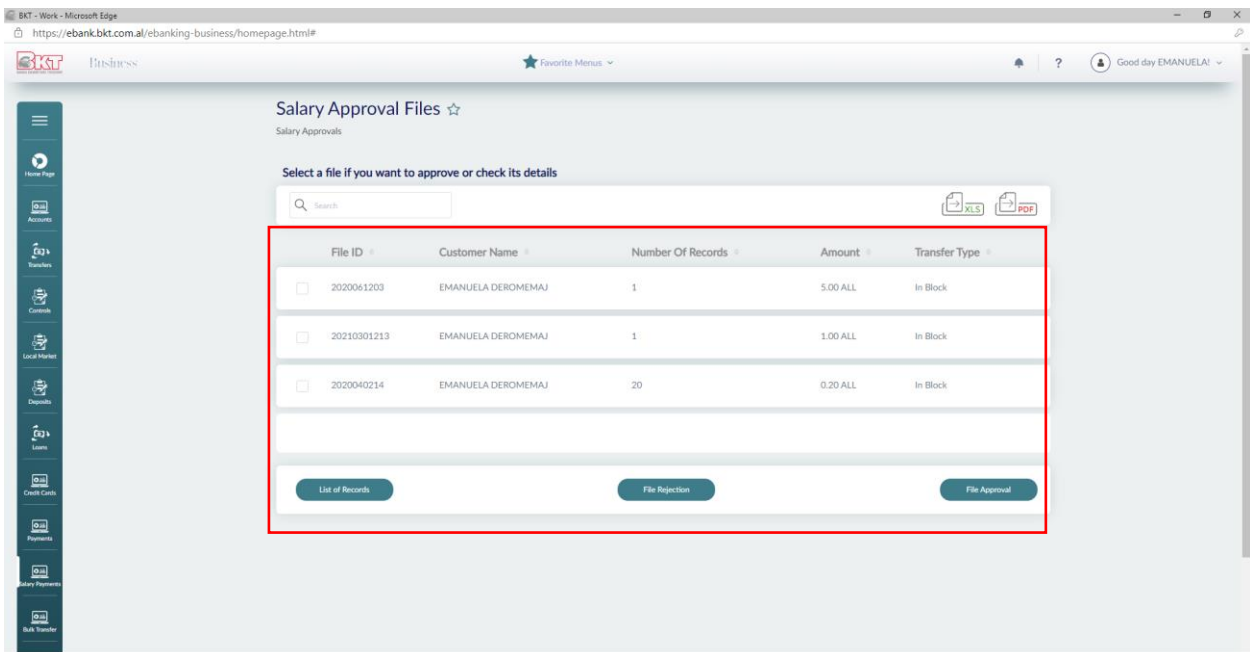 BKT - Work - Microsoft Edge
https://ebank.bkt.com.al/ebanking-business/homepage.html#
BKT Business Favorite Menus ? Good day EMANUELA!
Salary Approval Files
Salary Approvals
Select a file if you want to approve or check its details
Search XLS PDF
File ID Customer Name Number Of Records Amount Transfer Type
2020061203 EMANUELA DEROMEMAJ 1 5.00 ALL In Block
20210301213 EMANUELA DEROMEMAJ 1 1.00 ALL In Block
2020040214 EMANUELA DEROMEMAJ 20 0.20 ALL In Block
List of Records File Rejection File Approval
Home Page
Accounts
Transfers
Controls
Local Market
Deposits
Loans
Credit Cards
Payments
Salary Payments
Bulk Transfer